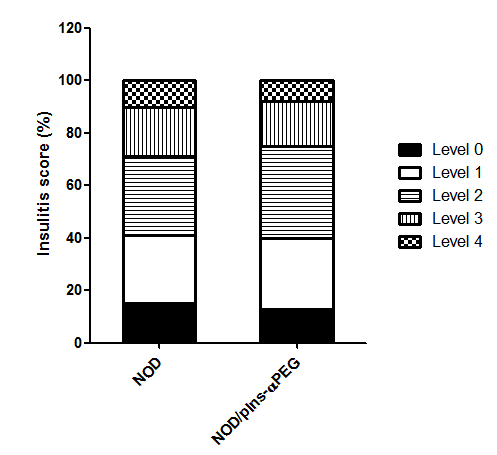 120
100
80
60
40
20
0
Insulitis score (%)
NOD
NOD/pIns-αPEG
Level 0
Level 1
Level 2
Level 3
Level 4